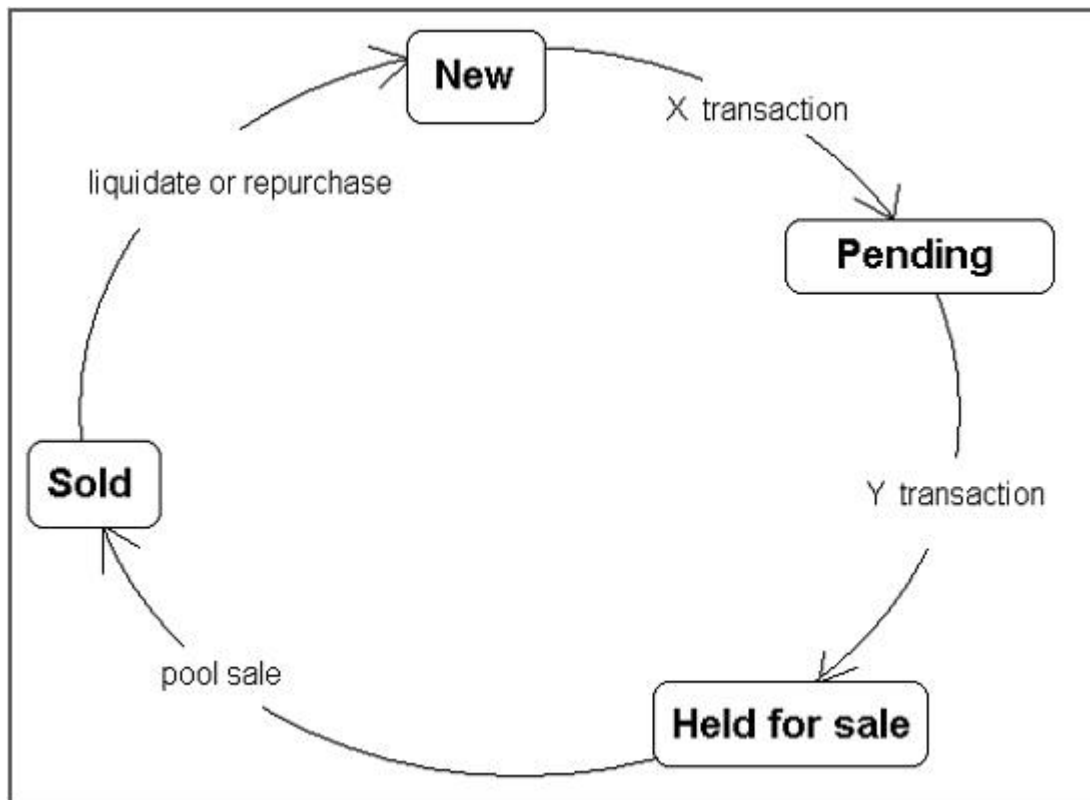 New
X transaction
Pending
Y transaction
Held for sale
pool sale
Sold
liquidate or repurchase